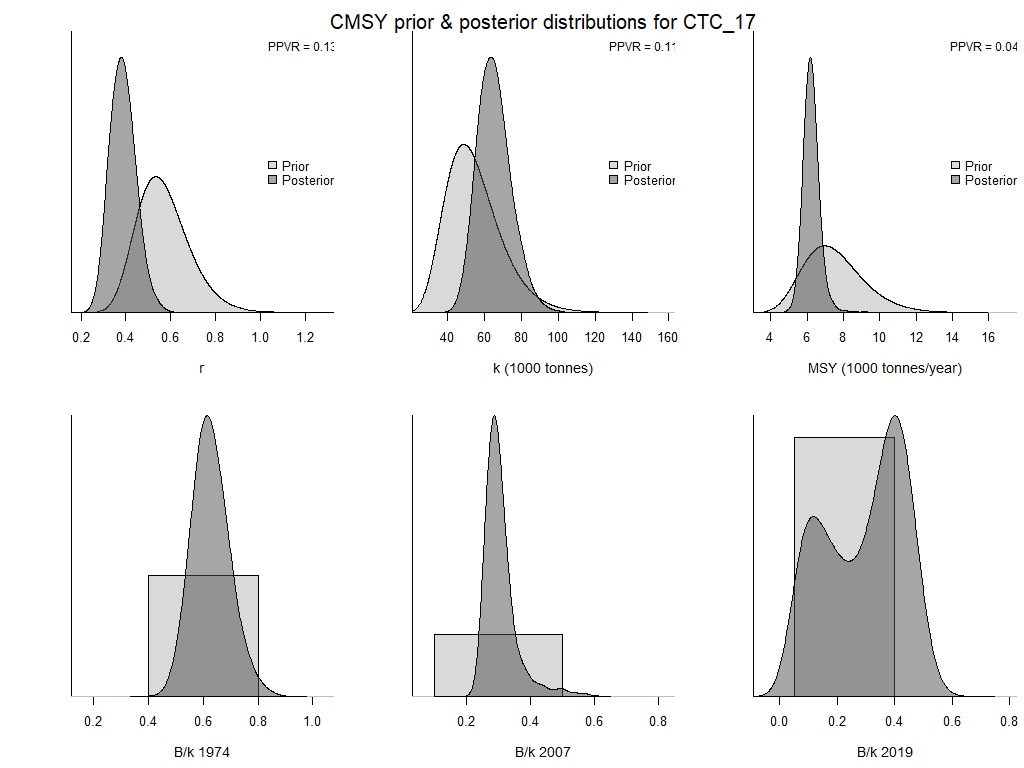 CMSY prior & posterior distributions for CTC_17
PPVR = 0.13
Prior
Posterior
0.2 0.4 0.6 0.8 1.0 1.2
r
PPVR = 0.11
Prior
Posterior
40 60 80 100 120 140 160
k (1000 tonnes)
PPVR = 0.04
Prior
Posterior
4 6 8 10 12 14 16
MSY (1000 tonnes/year)
0.2 0.4 0.6 0.8 1.0
B/k 1974
0.2 0.4 0.6 0.8
B/k 2007
0.0 0.2 0.4 0.6 0.8
B/k 2019